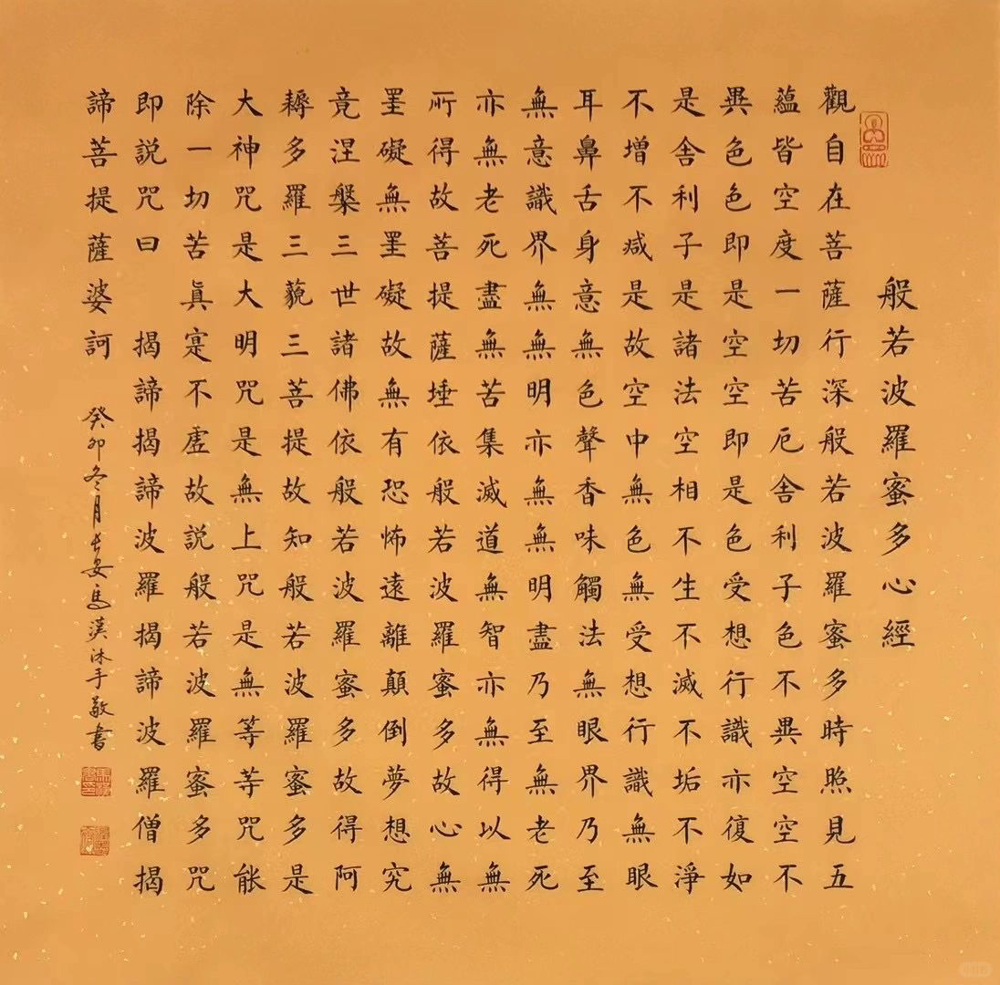 般若波羅蜜多心經
觀自在菩薩行深般若波羅蜜多時照見五
蘊皆空度一切苦厄舍利子色不異空空不
異色色即是空空即是色受想行識亦復如
是舍利子是諸法空相不生不滅不垢不淨
不增不減是故空中無色無受想行識無眼
耳鼻舌身意無色聲香味觸法無眼界乃至
無意識界無無明亦無無明盡乃至無老死
亦無老死盡無苦集滅道無智亦無得以無
所得故菩提薩埵依般若波羅蜜多故心無
罣礙無罣礙故無有恐怖遠離顛倒夢想究
竟涅槃三世諸佛依般若波羅蜜多故得阿
耨多羅三藐三菩提故知般若波羅蜜多是
大神咒是大明咒是無上咒是無等等咒能
除一切苦眞寔不虛故説般若波羅蜜多咒
即説咒曰 揭諦揭諦波羅揭諦波羅僧揭
諦菩提薩婆訶
癸卯冬月長安馬漢沐手敬書